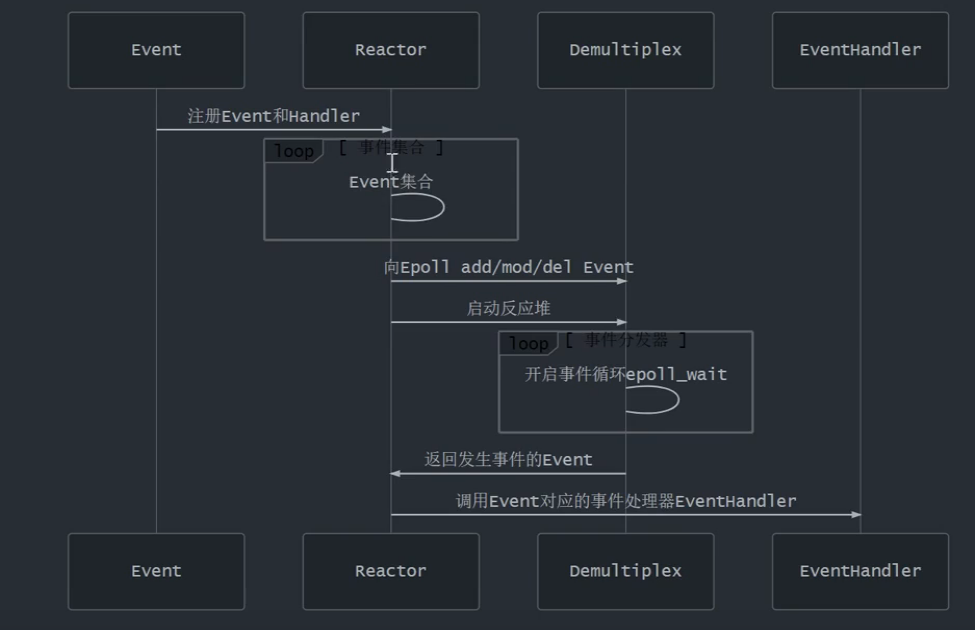 Event
Reactor
Demultiplex
EventHandler
注册Event和Handler
loop
[ 事件集合 ]
Event集合
向Epoll add/mod/del Event
启动反应堆
loop
[ 事件分发器 ]
开启事件循环epoll_wait
返回发生事件的Event
调用Event对应的事件处理器EventHandler
Event
Reactor
Demultiplex
EventHandler